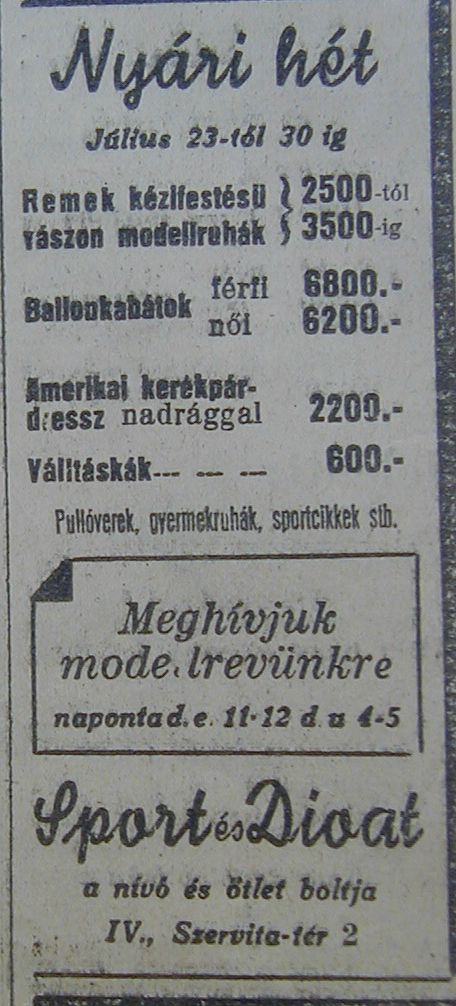 Nyári hét
Július 23-tól 30 ig
Remek kézifestésü } 2500-tól
vászon modellruhák } 3500-ig
Ballonkabátok férfi 6800.-
női 6200.-
Amerikai kerékpár-
dressz nadrággal 2200.-
Válltáskák--- --- --- 600.-
Pullóverek, gyermekruhák, sportcikkek stb.
Meghívjuk
modellrevünkre
naponta d. e. 11-12 d u 4-5
Sport és Divat
a nívó és ötlet boltja
IV., Szervita-tér 2